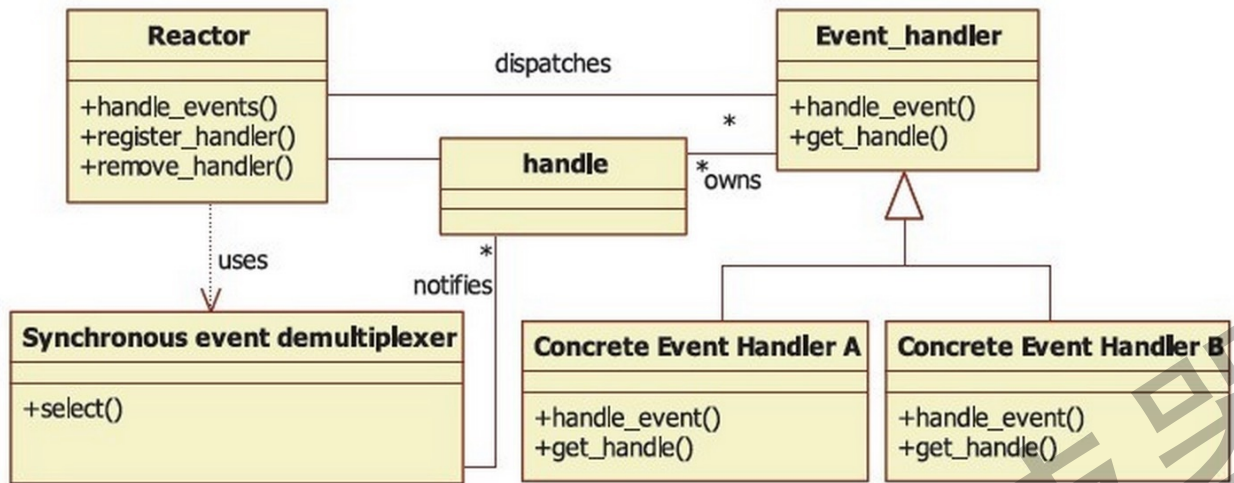 Reactor
+handle_events()
+register_handler()
+remove_handler()
dispatches
*
Event_handler
+handle_event()
+get_handle()
handle
*
owns
uses
*
notifies
Synchronous event demultiplexer
+select()
Concrete Event Handler A
+handle_event()
+get_handle()
Concrete Event Handler B
+handle_event()
+get_handle()